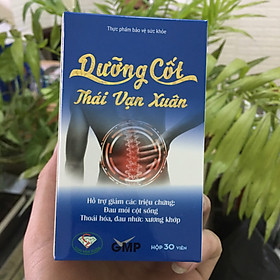 Thực phẩm bảo vệ sức khỏe
Dưỡng Cốt
Thái Vạn Xuân
Hỗ trợ giảm các triệu chứng:
Đau mỏi cột sống
Thoái hóa, đau nhức xương khớp
GMP
HỘP 30 VIÊN